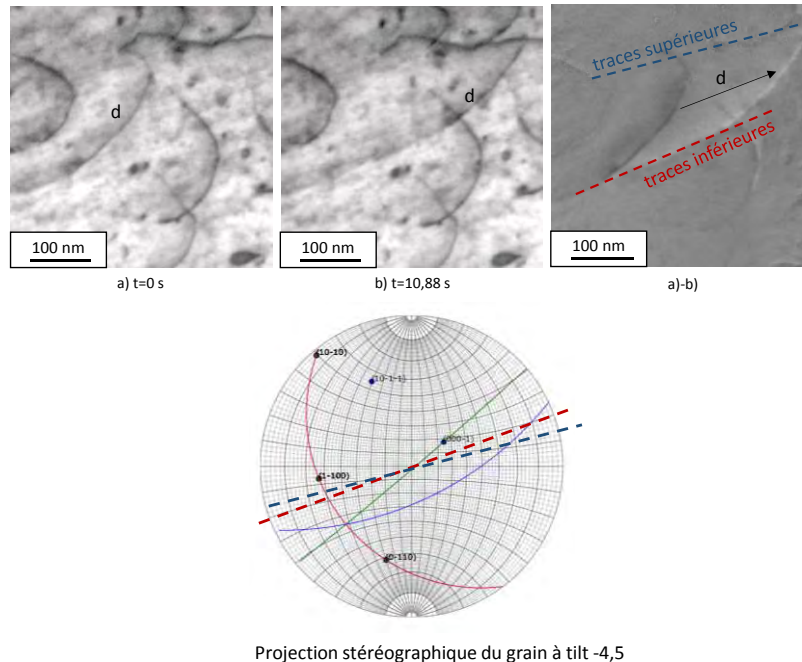 d
d
traces supérieures
d
traces inférieures
100 nm
100 nm
100 nm
a) t=0 s
b) t=10,88 s
a)-b)
(10-10)
(10-1-1)
(000-1)
(1-100)
(0-110)
Projection stéréographique du grain à tilt -4,5